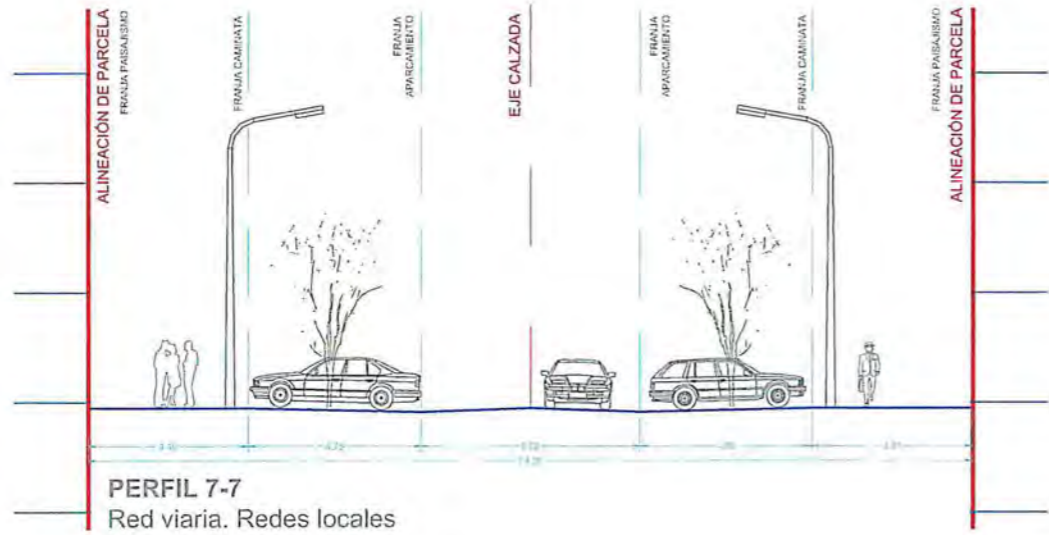 ALINEACIÓN DE PARCELA
FRANJA PAISAJISMO
FRANJA CAMINATA
FRANJA
APARCAMIENTO
EJE CALZADA
FRANJA
APARCAMIENTO
FRANJA CAMINATA
FRANJA PAISAJISMO
ALINEACIÓN DE PARCELA
PERFIL 7-7
Red viaria. Redes locales